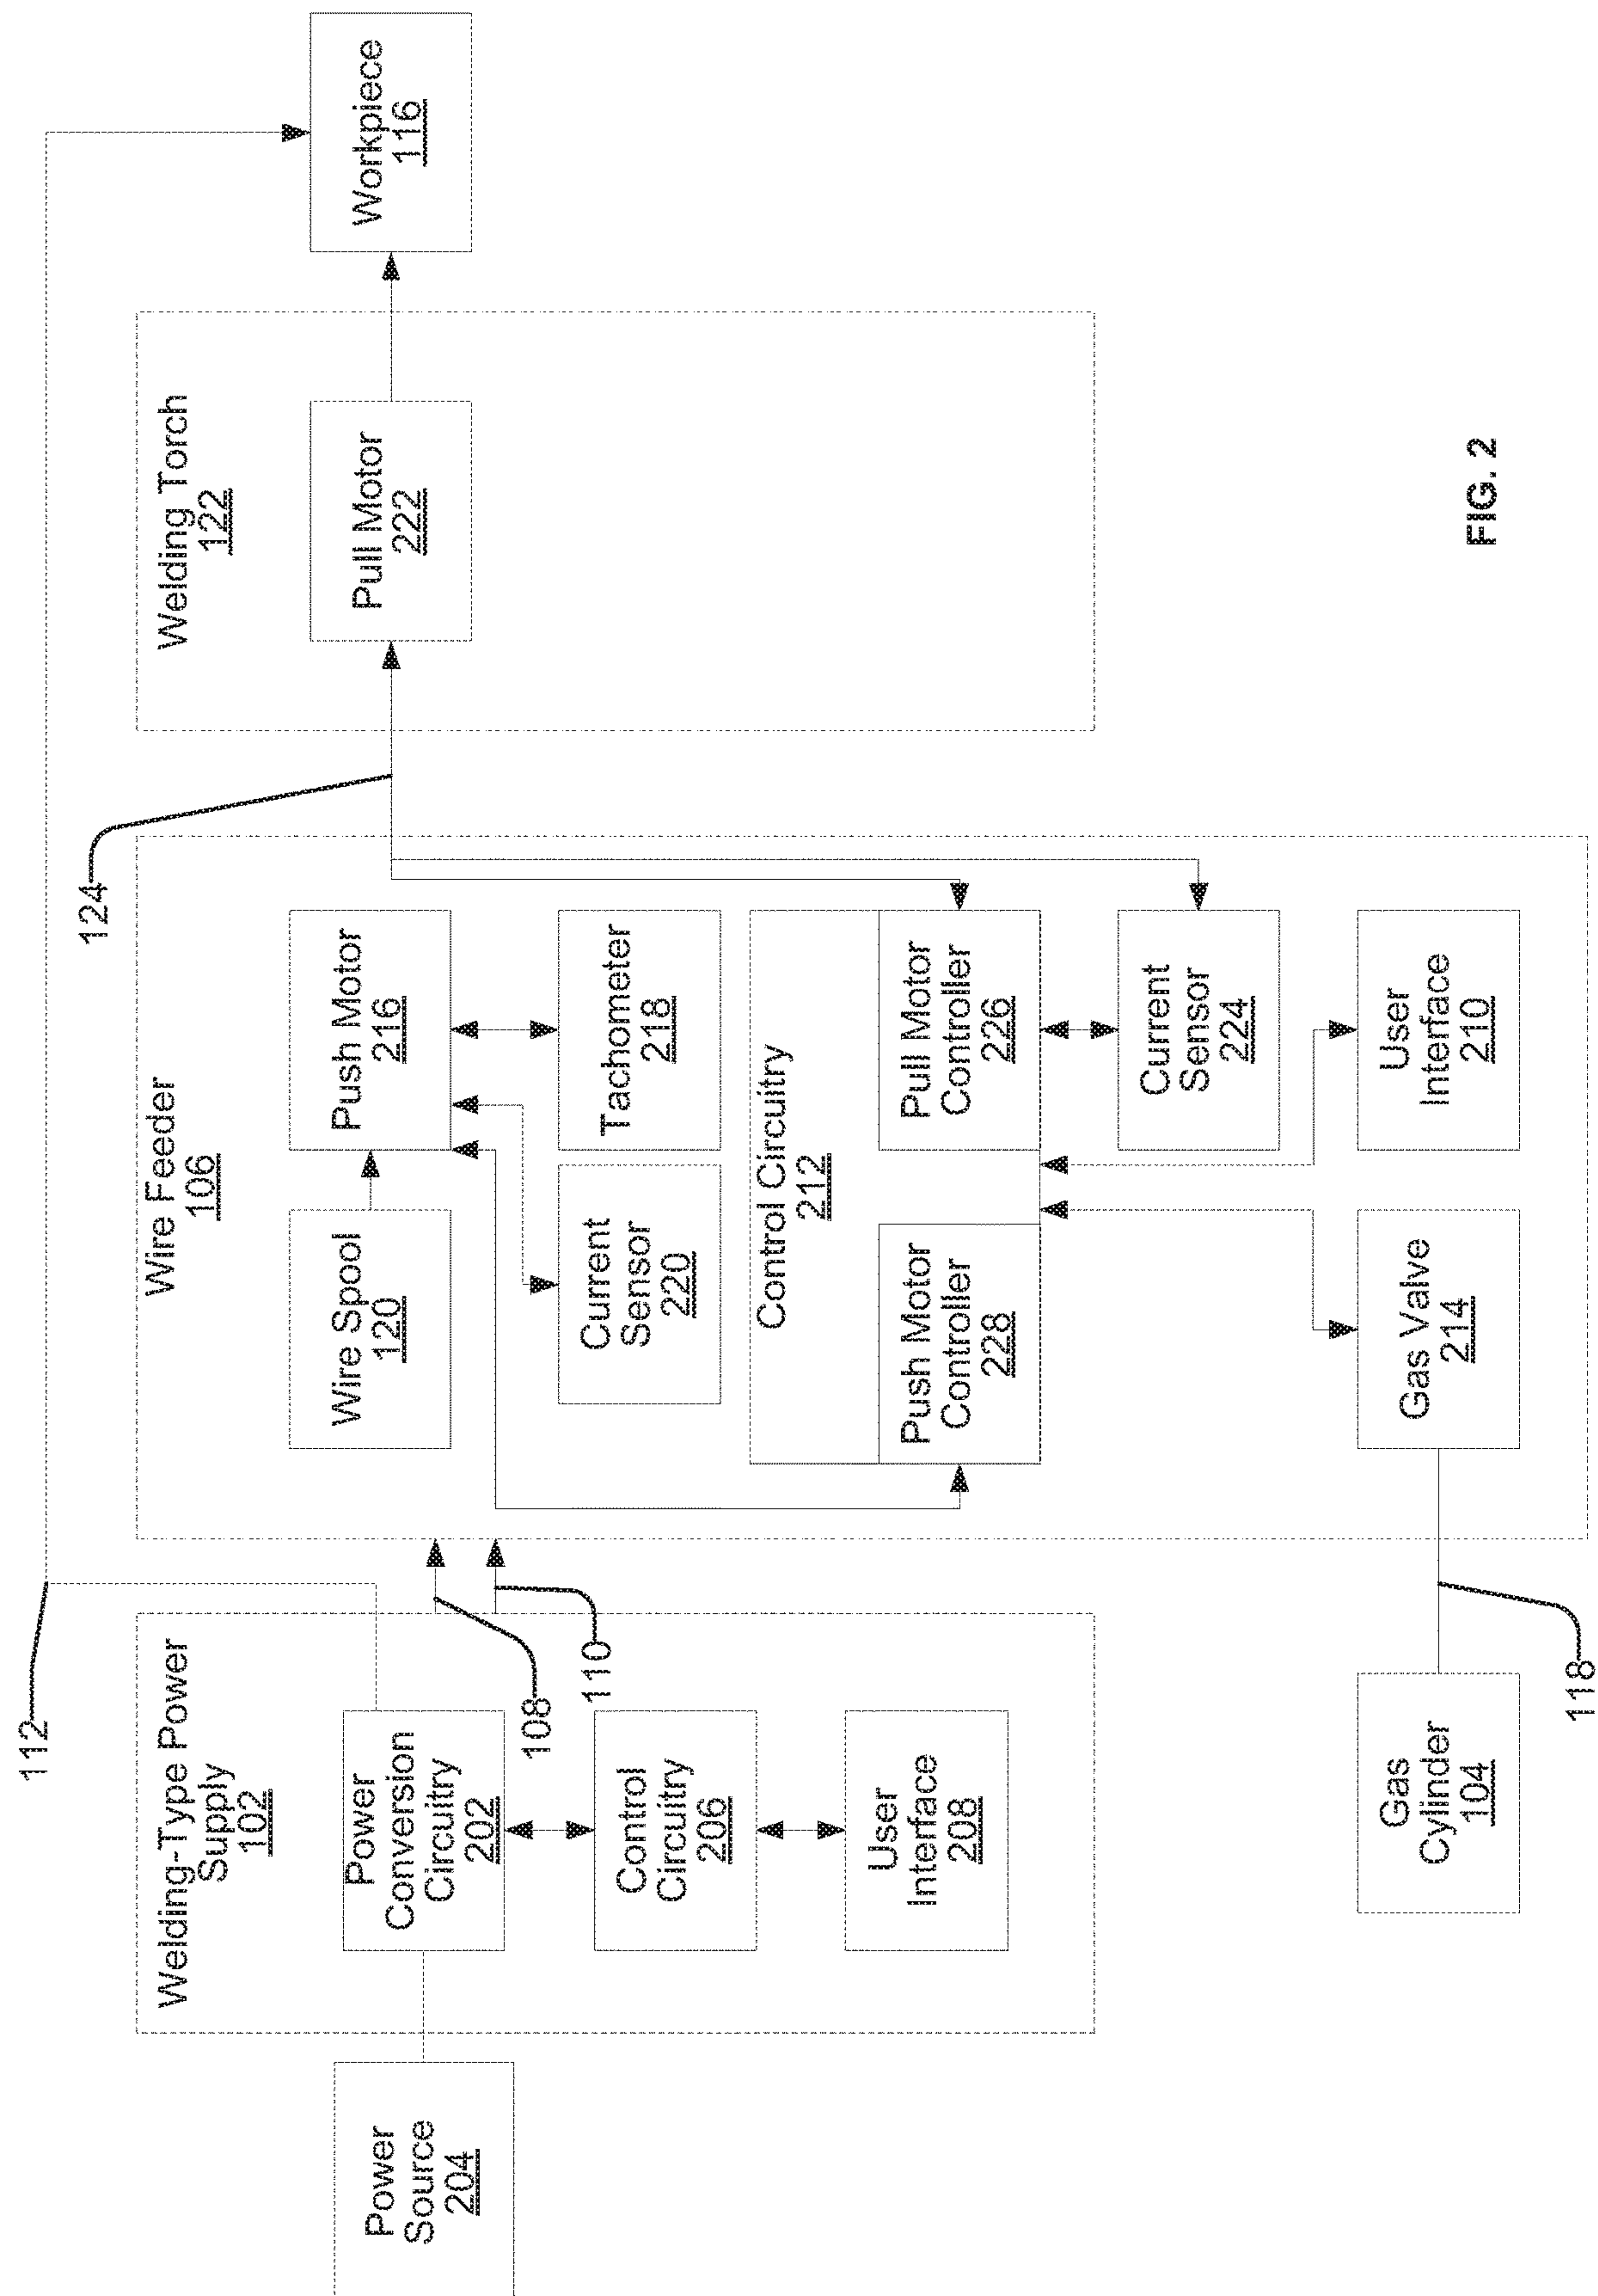 112
124
Welding-Type Power
Supply
102
Power
Source
204
Power
Conversion
Circuitry
202
108
110
Control
Circuitry
206
User
Interface
208
Gas
Cylinder
104
118
Wire Feeder
106
Wire Spool
120
Push Motor
216
Current
Sensor
220
Tachometer
218
Control Circuitry
212
Push Motor
Controller
228
Pull Motor
Controller
226
Current
Sensor
224
Gas Valve
214
User
Interface
210
Welding Torch
122
Pull Motor
222
Workpiece
116
FIG. 2